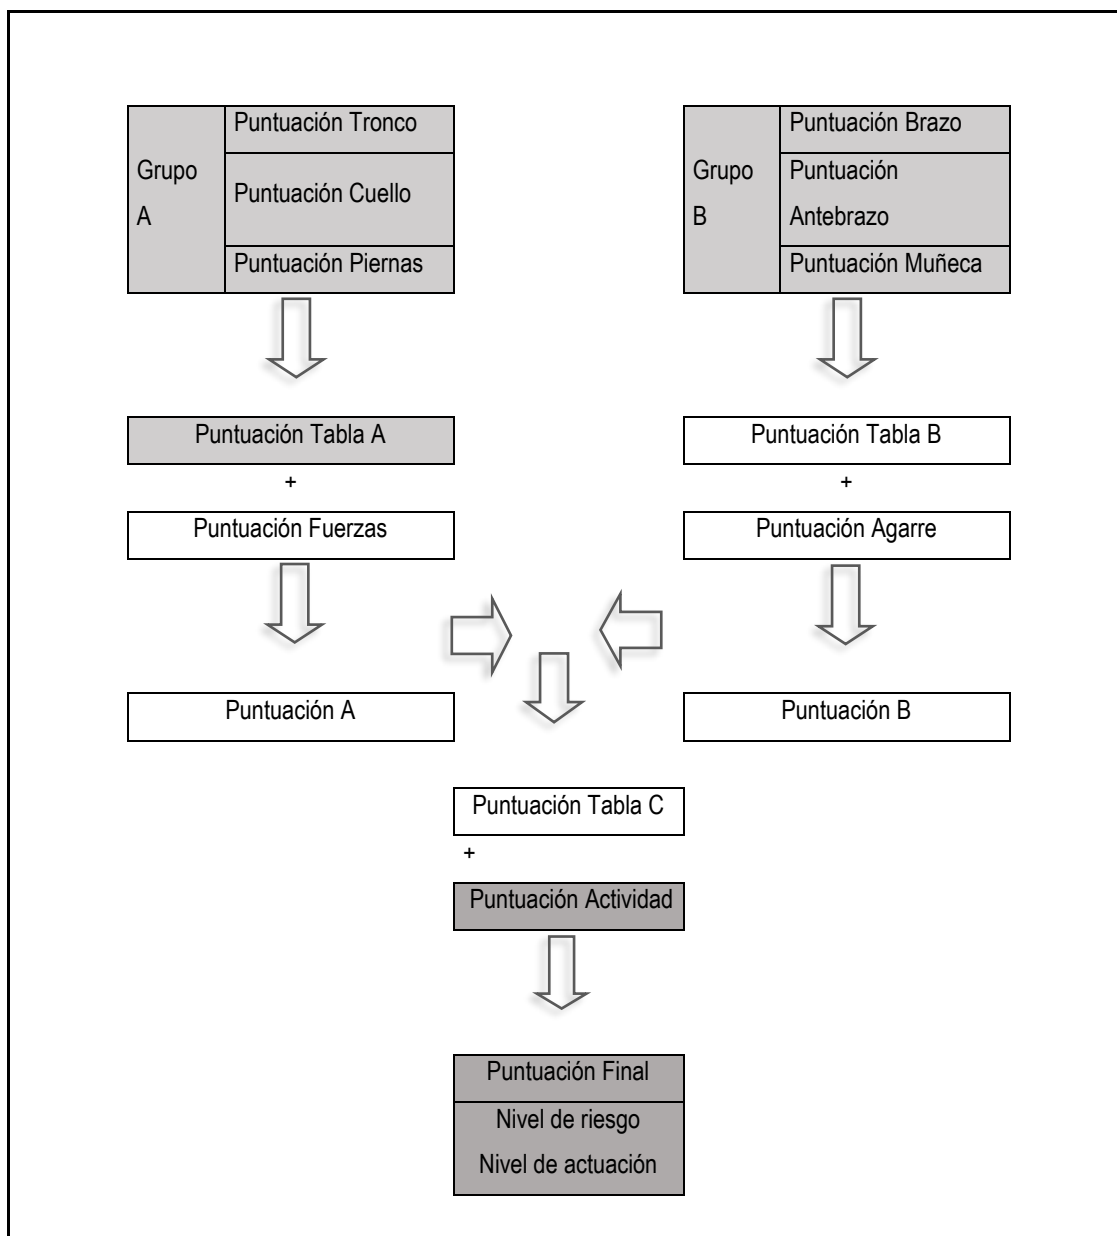 Grupo
A
Puntuación Tronco
Puntuación Cuello
Puntuación Piernas
Grupo
B
Puntuación Brazo
Puntuación
Antebrazo
Puntuación Muñeca
Puntuación Tabla A
+
Puntuación Fuerzas
Puntuación Tabla B
+
Puntuación Agarre
Puntuación A
Puntuación B
Puntuación Tabla C
+
Puntuación Actividad
Puntuación Final
Nivel de riesgo
Nivel de actuación